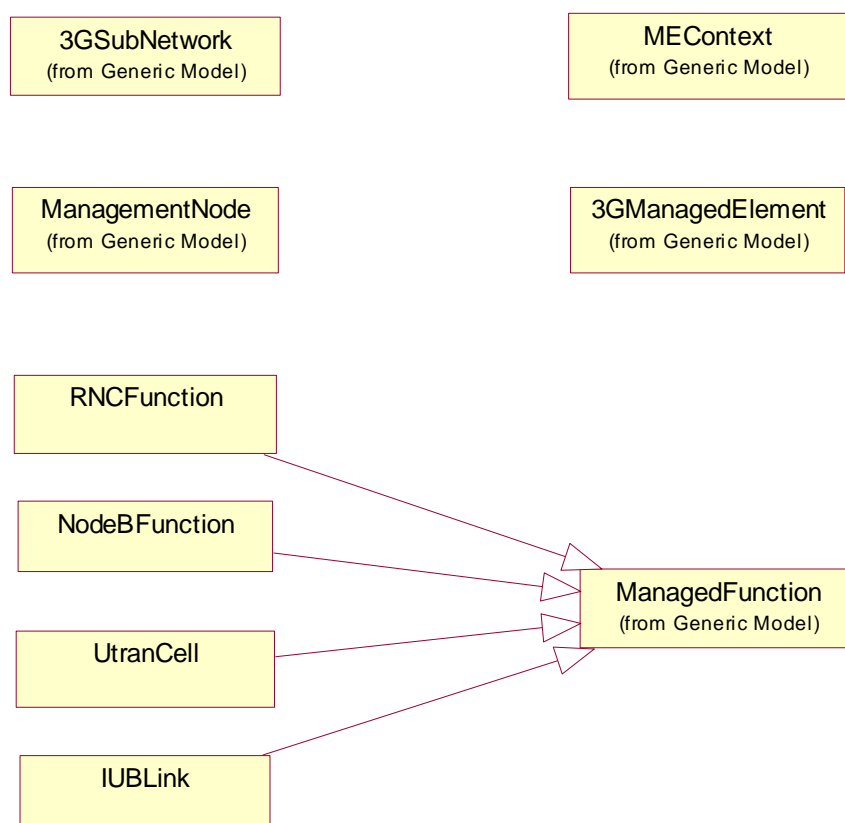 3GSubNetwork
(from Generic Model)
MEContext
(from Generic Model)
ManagementNode
(from Generic Model)
3GManagedElement
(from Generic Model)
RNCFunction
NodeBFunction
ManagedFunction
(from Generic Model)
UtranCell
IUBLink